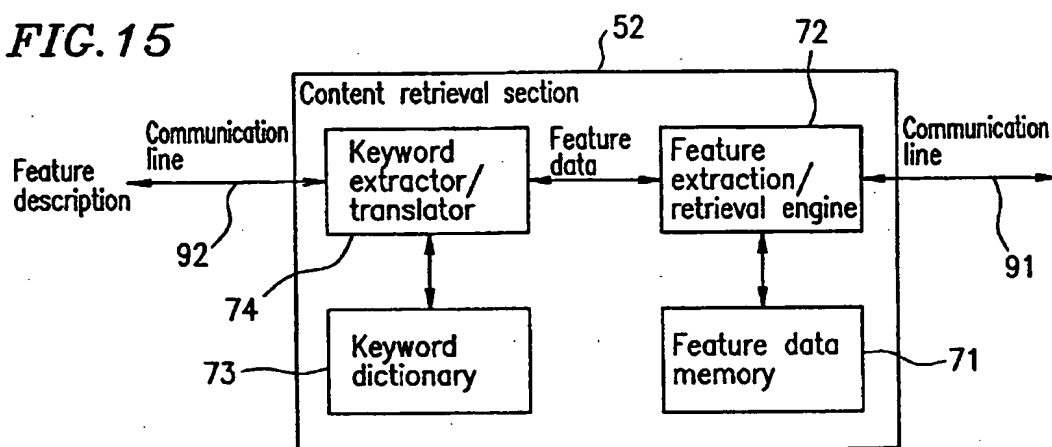 FIG.15
52
72
Content retrieval section
Communication
line
Feature
description
92
Keyword
extractor/
translator
Feature
data
Feature
extraction/
retrieval engine
Communication
line
91
74
73
Keyword
dictionary
Feature data
memory
71